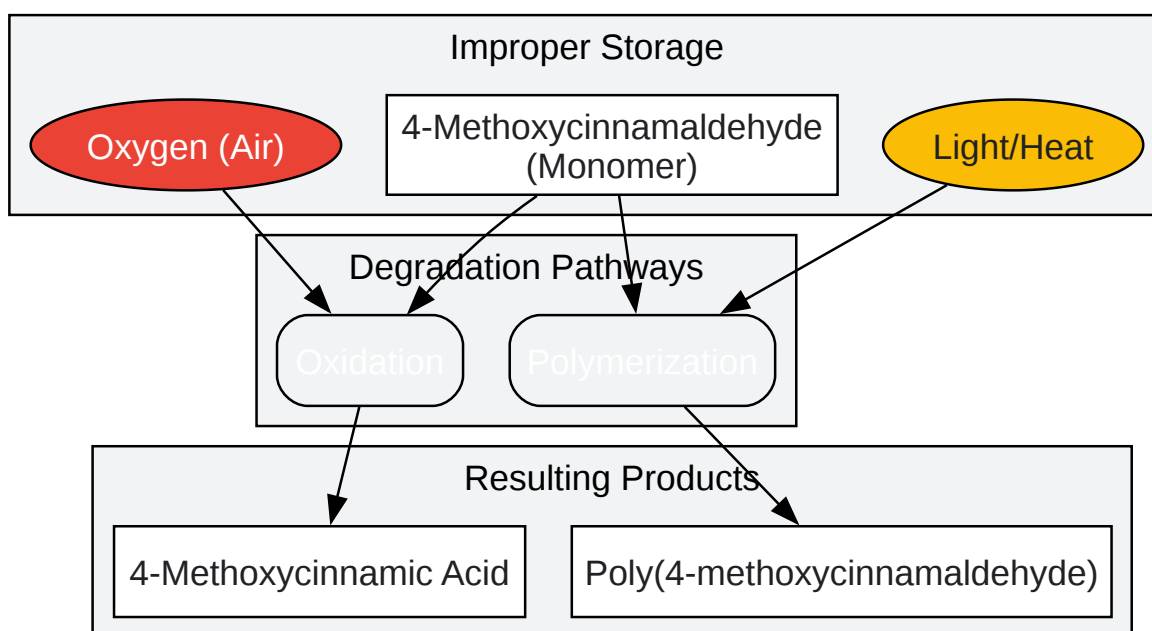 Improper Storage
Oxygen (Air)
4-Methoxycinnamaldehyde
(Monomer)
Light/Heat
Degradation Pathways
Oxidation
Polymerization
Resulting Products
4-Methoxycinnamic Acid
Poly(4-methoxycinnamaldehyde)